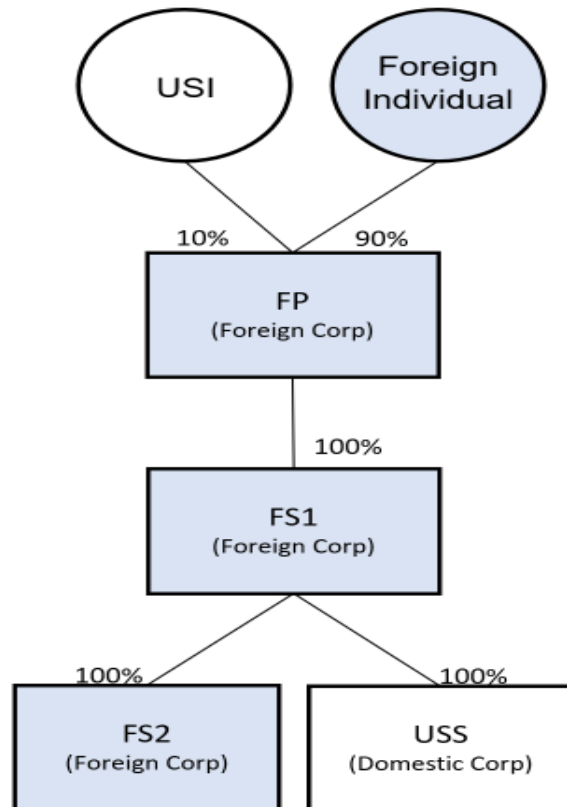 USI
Foreign
Individual
10%
90%
FP
(Foreign Corp)
100%
FS1
(Foreign Corp)
100%
100%
FS2
(Foreign Corp)
USS
(Domestic Corp)